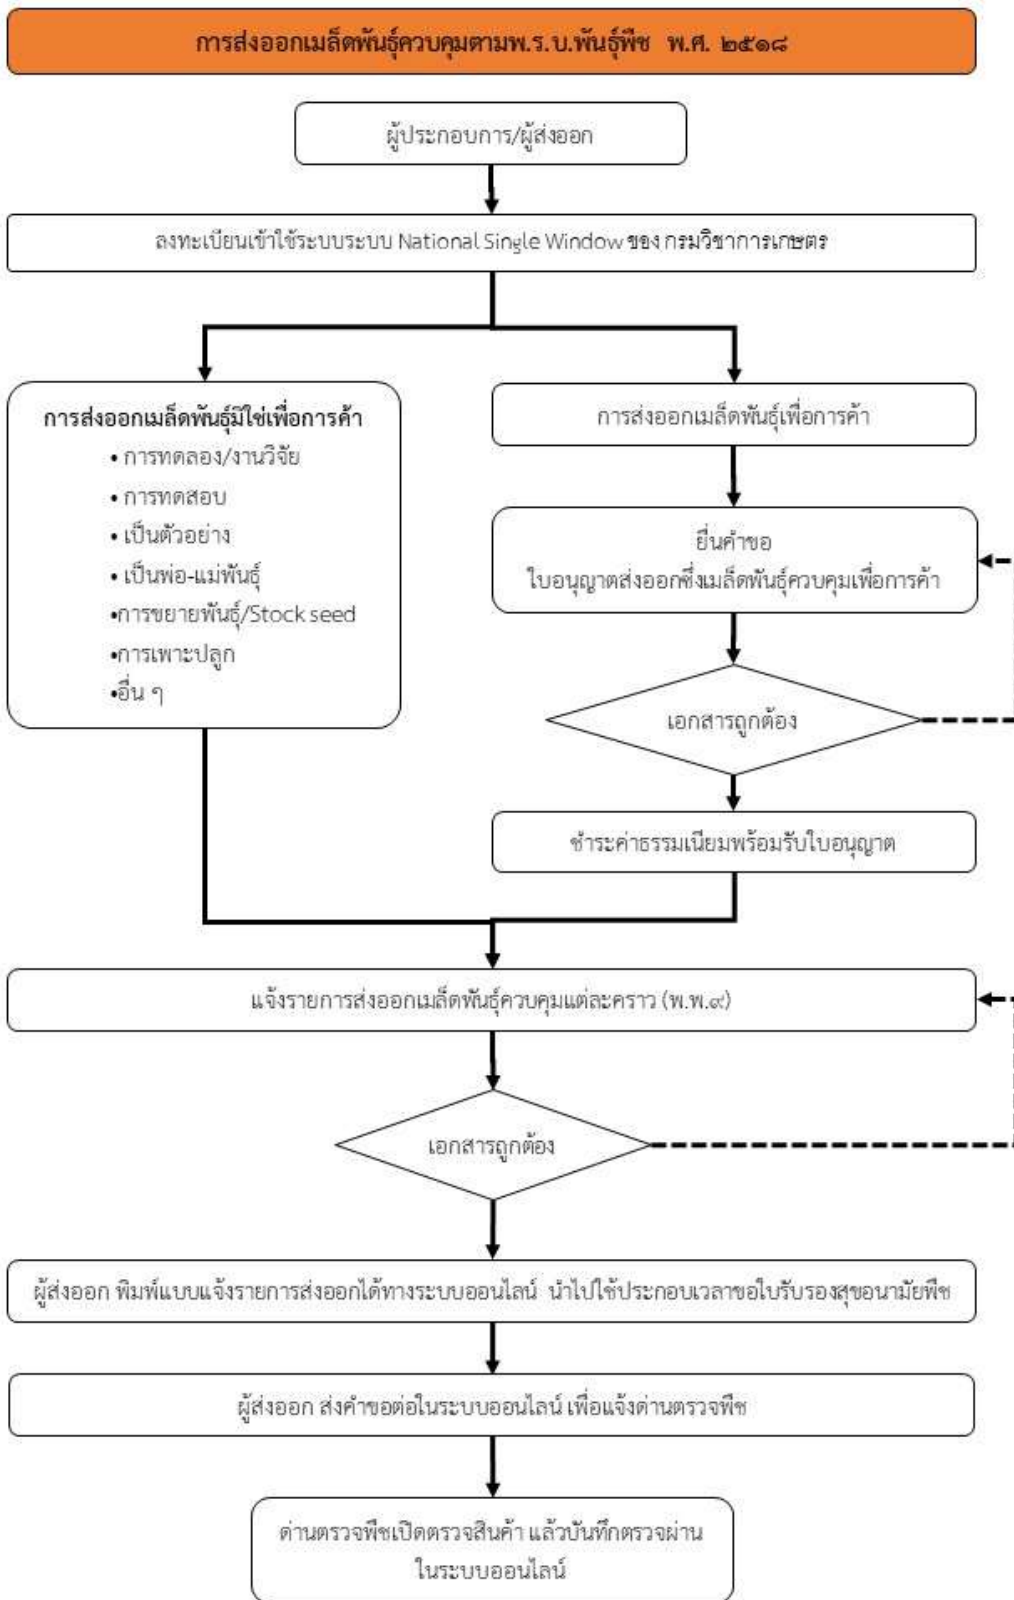 การส่งออกเมล็ดพันธุ์ควบคุมตามพ.ร.บ.พันธุ์พืช พ.ศ. ๒๕๑๘
ผู้ประกอบการ/ผู้ส่งออก
ลงทะเบียนเข้าใช้ระบบระบบ National Single Window ของ กรมวิชาการเกษตร
การส่งออกเมล็ดพันธุ์มิใช่เพื่อการค้า
• การทดลอง/งานวิจัย
• การทดสอบ
• เป็นตัวอย่าง
• เป็นพ่อ-แม่พันธุ์
•การขยายพันธุ์/Stock seed
•การเพาะปลูก
•อื่น ๆ
การส่งออกเมล็ดพันธุ์เพื่อการค้า
ยื่นคำขอ
ใบอนุญาตส่งออกซึ่งเมล็ดพันธุ์ควบคุมเพื่อการค้า
เอกสารถูกต้อง
ชำระค่าธรรมเนียมพร้อมรับใบอนุญาต
แจ้งรายการส่งออกเมล็ดพันธุ์ควบคุมแต่ละคราว (พ.พ.๙)
เอกสารถูกต้อง
ผู้ส่งออก พิมพ์แบบแจ้งรายการส่งออกได้ทางระบบออนไลน์ นำไปใช้ประกอบเวลาขอใบรับรองสุขอนามัยพืช
ผู้ส่งออก ส่งคำขอต่อในระบบออนไลน์ เพื่อแจ้งด่านตรวจพืช
ด่านตรวจพืชเปิดตรวจสินค้า แล้วบันทึกตรวจผ่าน
ในระบบออนไลน์